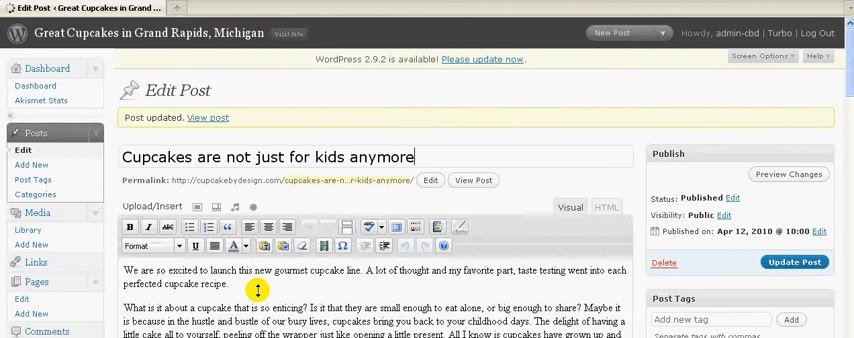 Edit Post ‹ Great Cupcakes in Grand ...
Great Cupcakes in Grand Rapids, Michigan Visit Site New Post Howdy, admin-cbd | Turbo | Log Out
WordPress 2.9.2 is available! Please update now. Screen Options Help
Dashboard
Dashboard
Akismet Stats
Posts
Edit
Add New
Post Tags
Categories
Media
Library
Add New
Links
Pages
Edit
Add New
Comments
Edit Post
Post updated. View post
Cupcakes are not just for kids anymore
Permalink: http://cupcakebydesign.com/cupcakes-are-n...r-kids-anymore/ Edit View Post
Upload/Insert Visual HTML
B I ABC
Format U A Ω
We are so excited to launch this new gourmet cupcake line. A lot of thought and my favorite part, taste testing went into each
perfected cupcake recipe.
What is it about a cupcake that is so enticing? Is it that they are small enough to eat alone, or big enough to share? Maybe it
is because in the hustle and bustle of our busy lives, cupcakes bring you back to your childhood days. The delight of having a
little cake all to yourself, peeling off the wrapper just like opening a little present. All I know is cupcakes have grown up and
Publish
Preview Changes
Status: Published Edit
Visibility: Public Edit
Published on: Apr 12, 2010 @ 10:00 Edit
Delete Update Post
Post Tags
Add new tag Add
Separate tags with commas